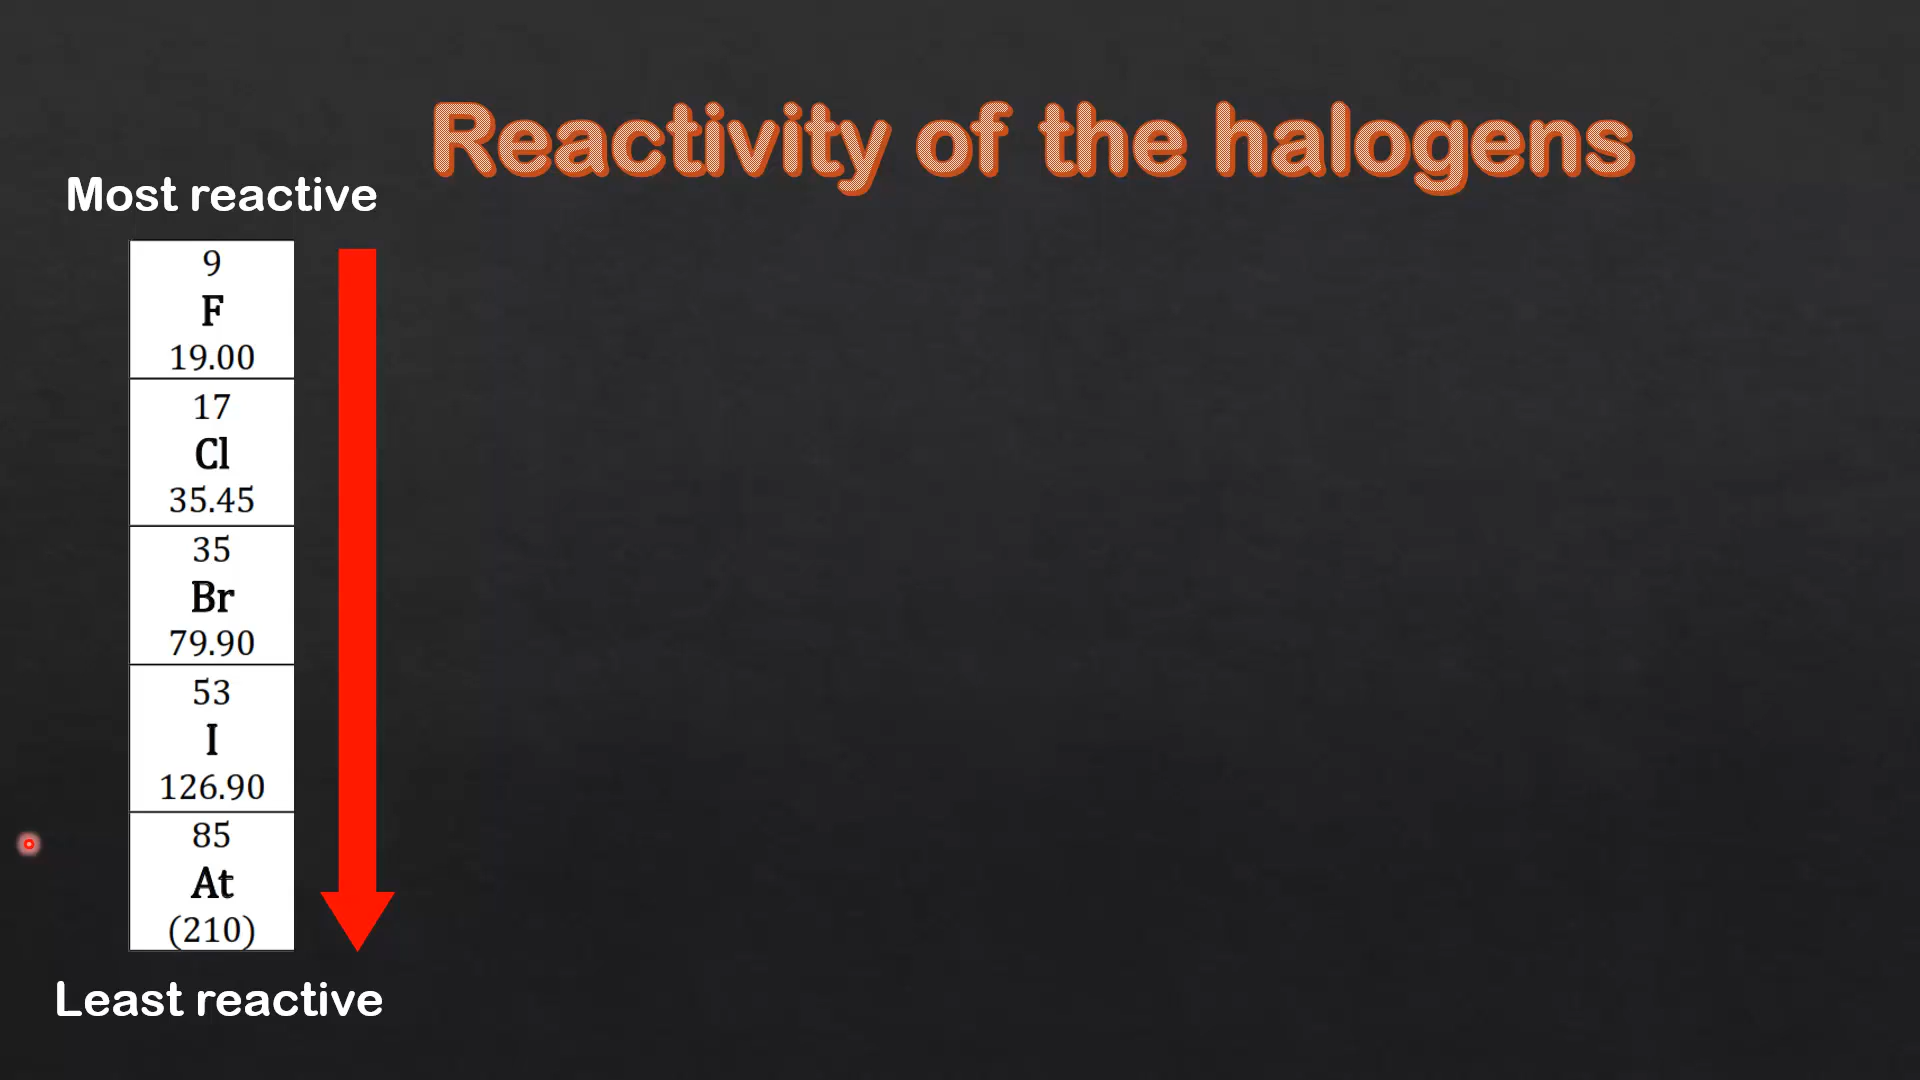 Reactivity of the halogens
Most reactive
9
F
19.00
17
Cl
35.45
35
Br
79.90
53
I
126.90
85
At
(210)
Least reactive